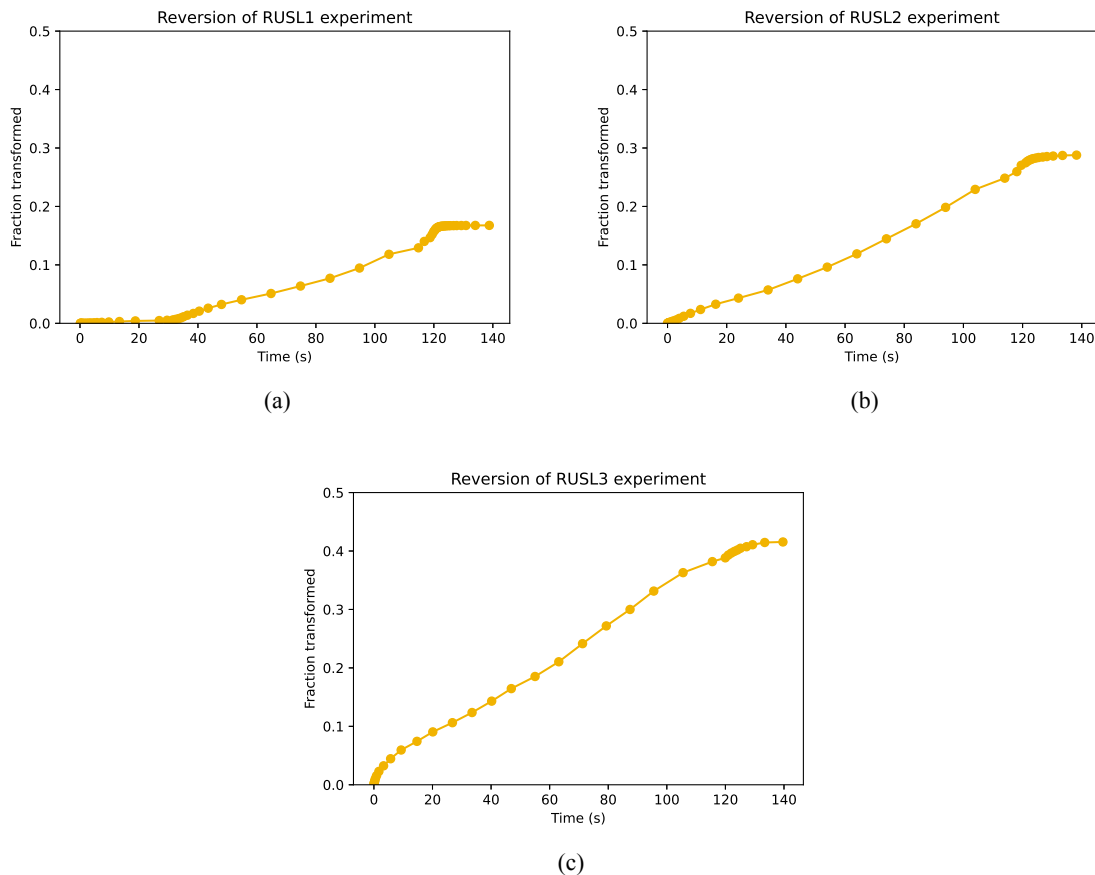 Reversion of RUSL1 experiment
0.5
0.4
0.3
0.2
0.1
0.0
Fraction transformed
0 20 40 60 80 100 120 140
Time (s)
(a)
Reversion of RUSL2 experiment
0.5
0.4
0.3
0.2
0.1
0.0
Fraction transformed
0 20 40 60 80 100 120 140
Time (s)
(b)
Reversion of RUSL3 experiment
0.5
0.4
0.3
0.2
0.1
0.0
Fraction transformed
0 20 40 60 80 100 120 140
Time (s)
(c)